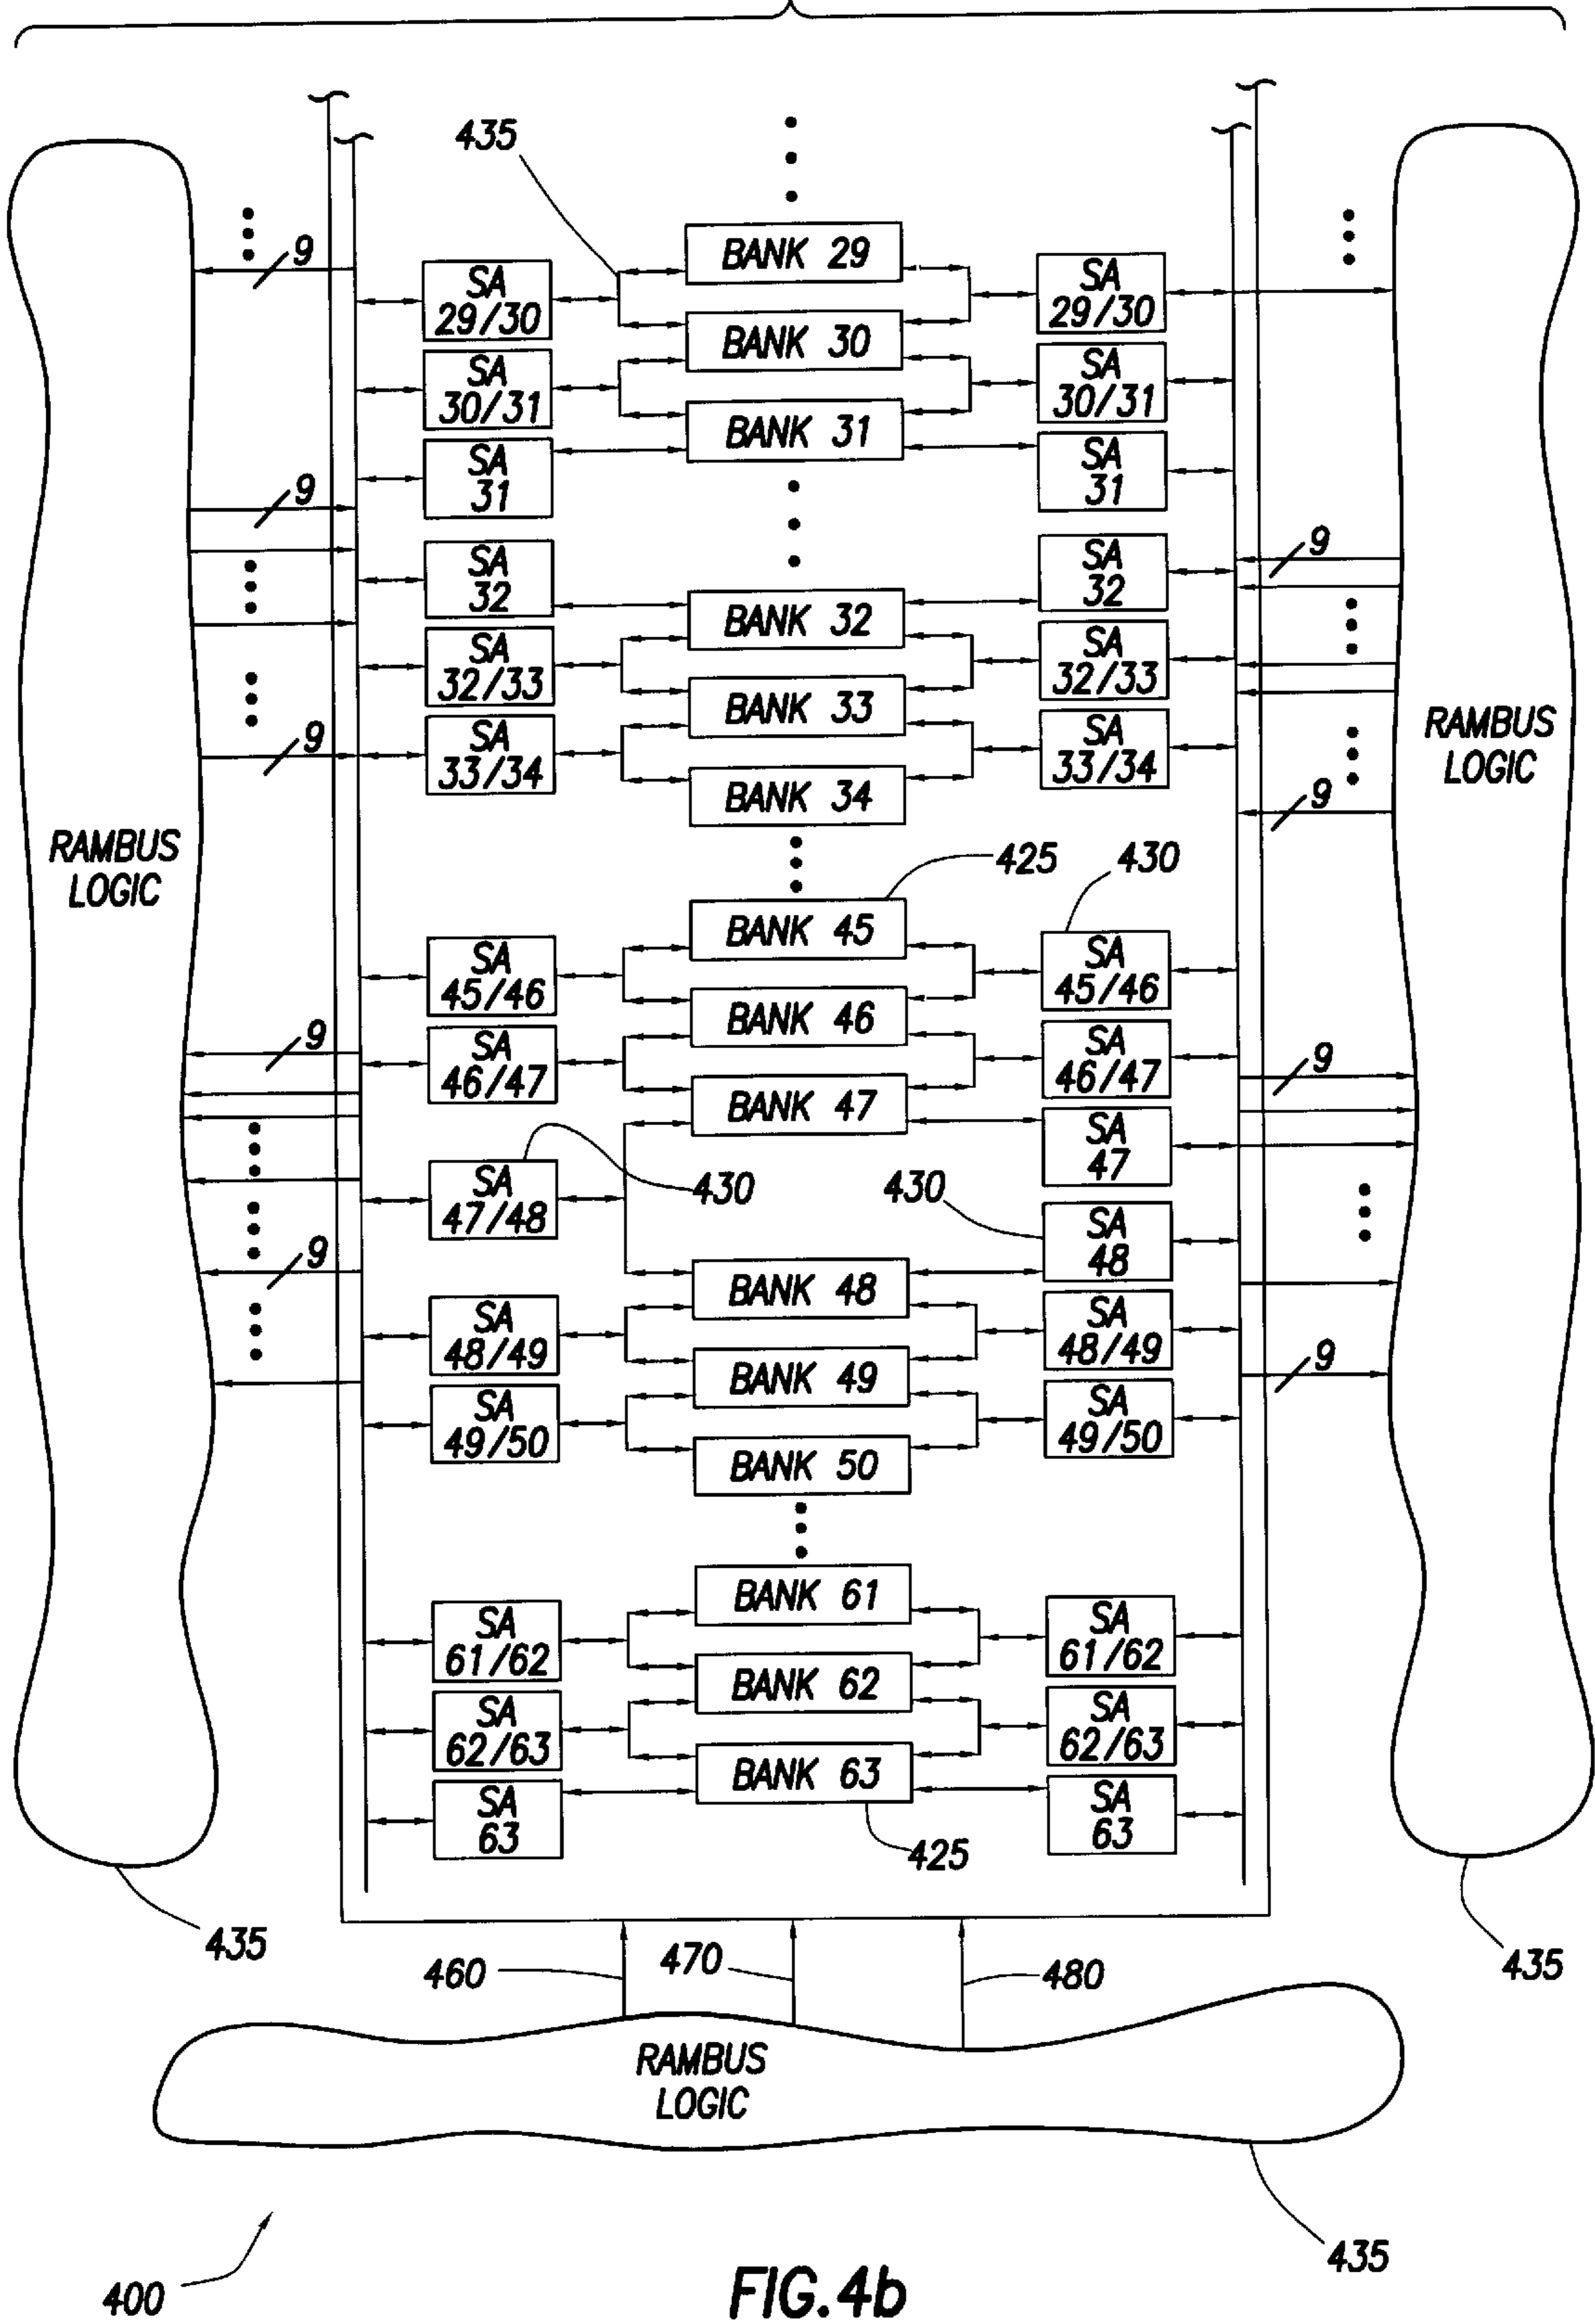 435
BANK 29
9
SA
29/30
SA
29/30
BANK 30
SA
30/31
SA
30/31
BANK 31
SA
31
SA
31
9
SA
32
SA
32
9
BANK 32
SA
32/33
SA
32/33
BANK 33
SA
33/34
SA
33/34
9
BANK 34
9
RAMBUS
LOGIC
RAMBUS
LOGIC
425
430
BANK 45
SA
45/46
SA
45/46
BANK 46
9
SA
46/47
SA
46/47
9
BANK 47
SA
47
SA
47/48
430
430
SA
48
9
BANK 48
SA
48/49
SA
48/49
9
BANK 49
SA
49/50
SA
49/50
BANK 50
BANK 61
SA
61/62
SA
61/62
BANK 62
SA
62/63
SA
62/63
BANK 63
SA
63
SA
63
425
435
460
470
480
435
RAMBUS
LOGIC
435
400
FIG.4b